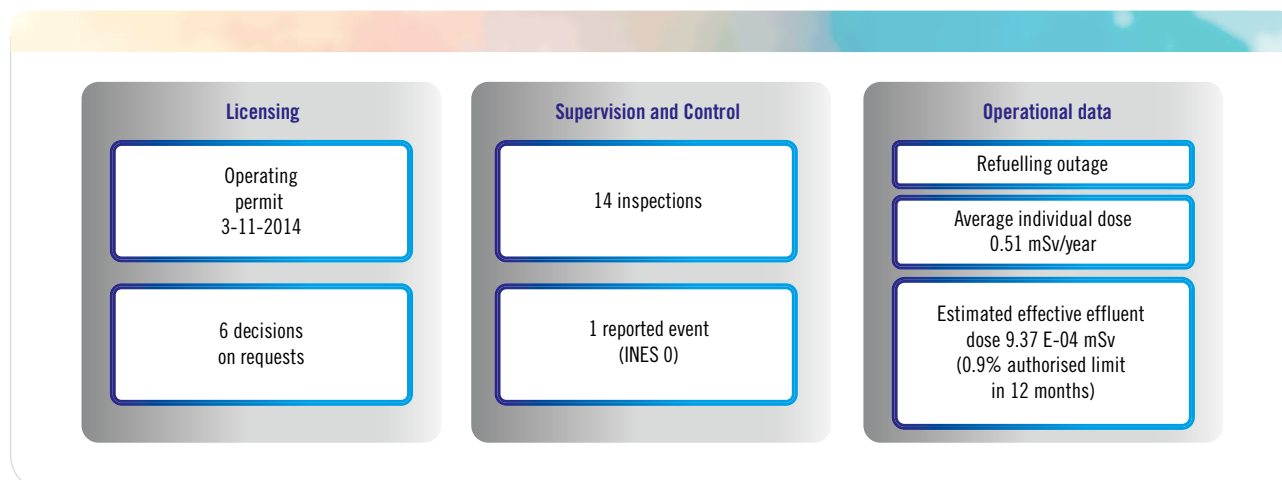 Licensing
Operating
permit
3-11-2014
6 decisions
on requests
Supervision and Control
14 inspections
1 reported event
(INES 0)
Operational data
Refuelling outage
Average individual dose
0.51 mSv/year
Estimated effective effluent
dose 9.37 E-04 mSv
(0.9% authorised limit
in 12 months)